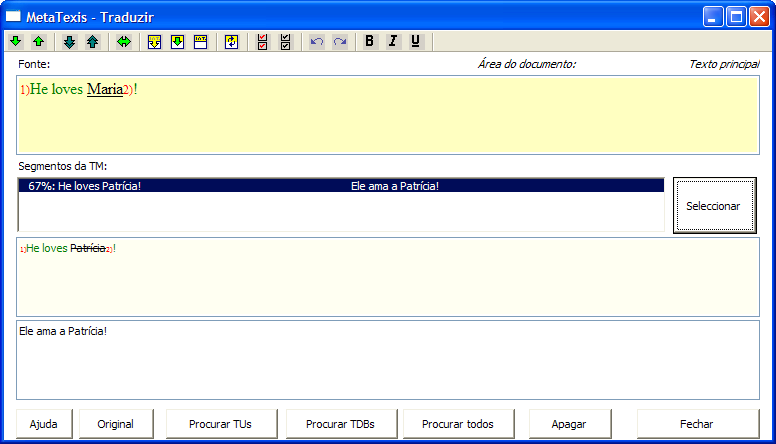 MetaTexis - Traduzir
B I U
Fonte: Área do documento: Texto principal
1)He loves Maria2)!
Segmentos da TM:
67%: He loves Patrícia! Ele ama a Patrícia!
Seleccionar
1)He loves Patrícia2)!
Ele ama a Patrícia!
Ajuda Original Procurar TUs Procurar TDBs Procurar todos Apagar Fechar